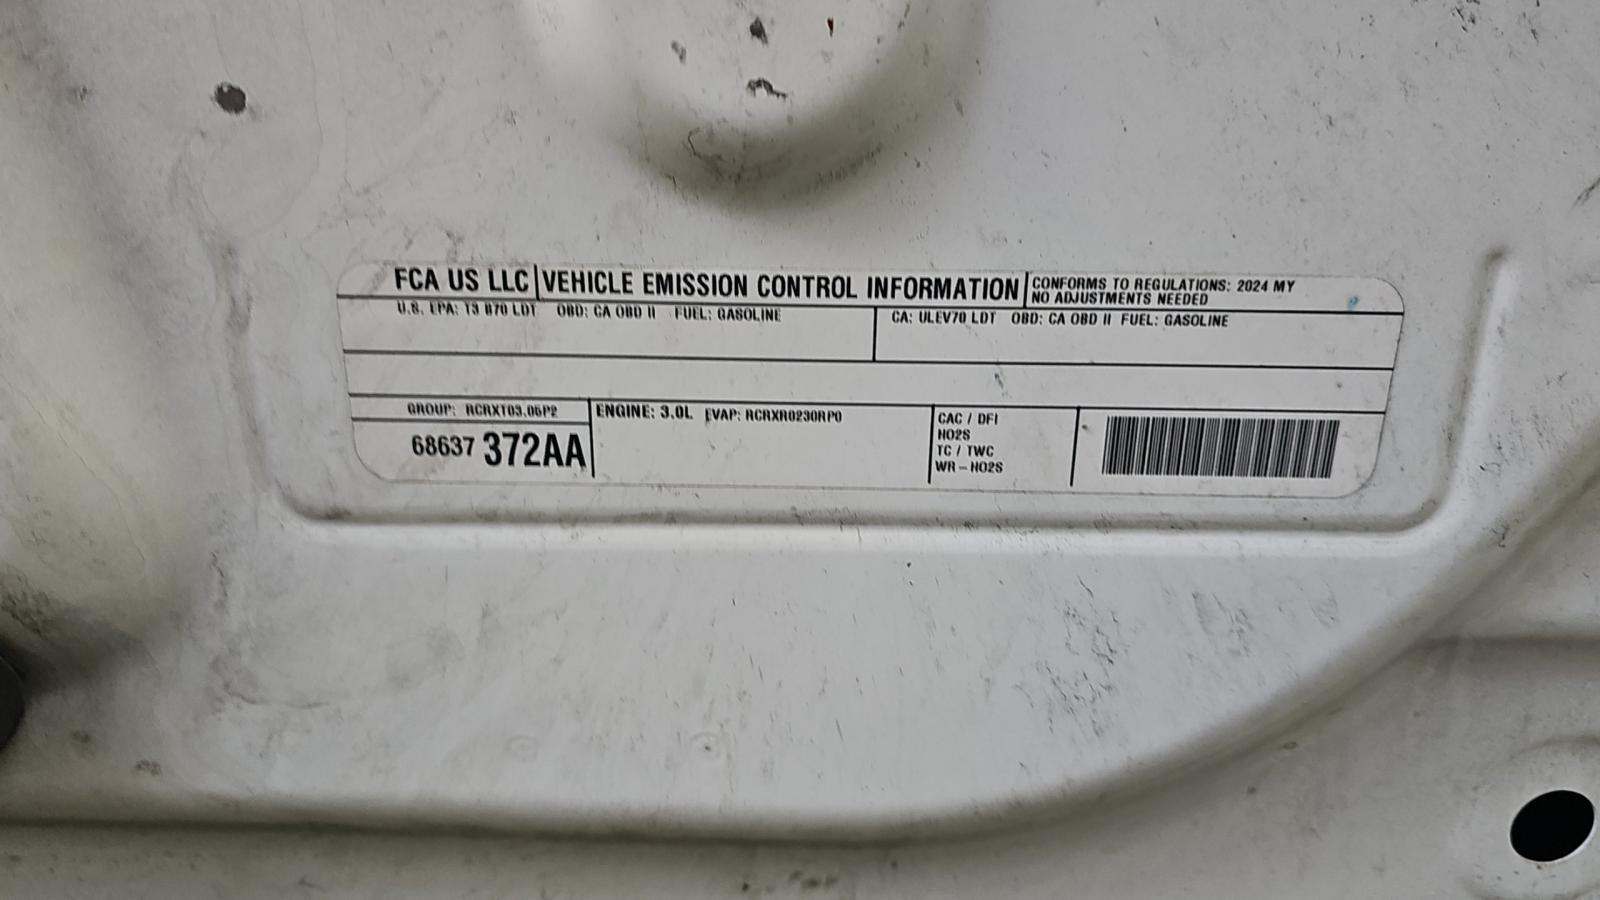 FCA US LLC VEHICLE EMISSION CONTROL INFORMATION CONFORMS TO REGULATIONS: 2024 MY
NO ADJUSTMENTS NEEDED
U.S. EPA: T3 B70 LDT OBD: CA OBD II FUEL: GASOLINE
CA: ULEV70 LDT OBD: CA OBD II FUEL: GASOLINE
GROUP: RCRXT03.05P2
68637 372AA
ENGINE: 3.0L EVAP: RCRXR0230RP0
CAC / DFI
HO2S
TC / TWC
WR - HO2S